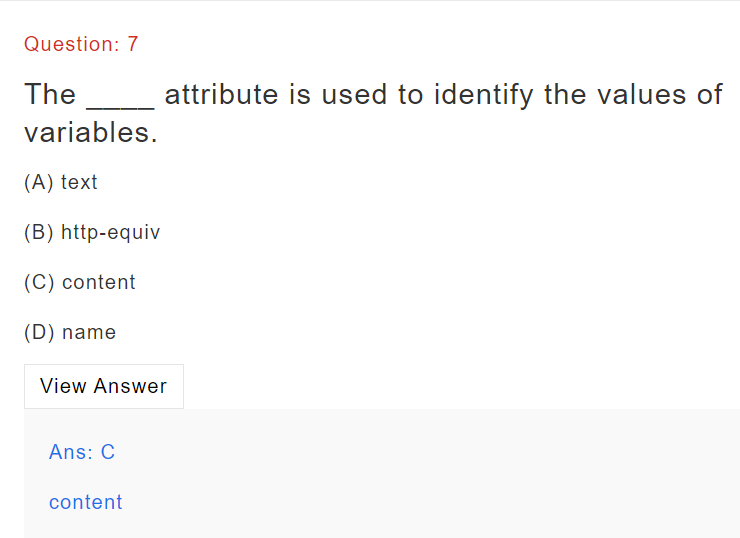 Question: 7
The ____ attribute is used to identify the values of
variables.
(A) text
(B) http-equiv
(C) content
(D) name
View Answer
Ans: C
content